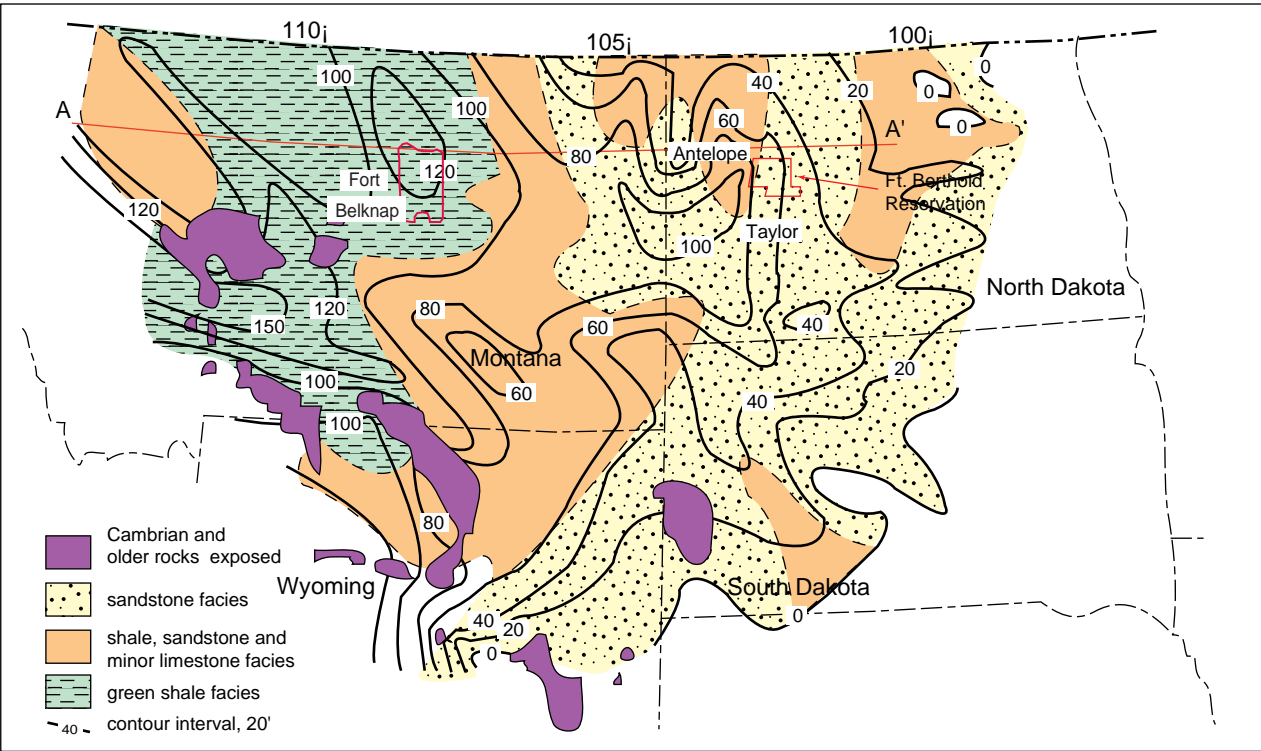 110¡
105¡
100¡
0
100
40
20
0
A
100
60
0
A'
80
Antelope
120
Fort
Ft. Berthold
Reservation
120
Belknap
Taylor
100
North Dakota
120
80
150
60
40
Montana
20
100
60
40
100
80
Cambrian and
older rocks exposed
Wyoming
South Dakota
sandstone facies
0
40
20
shale, sandstone and
minor limestone facies
0
green shale facies
40
contour interval, 20'